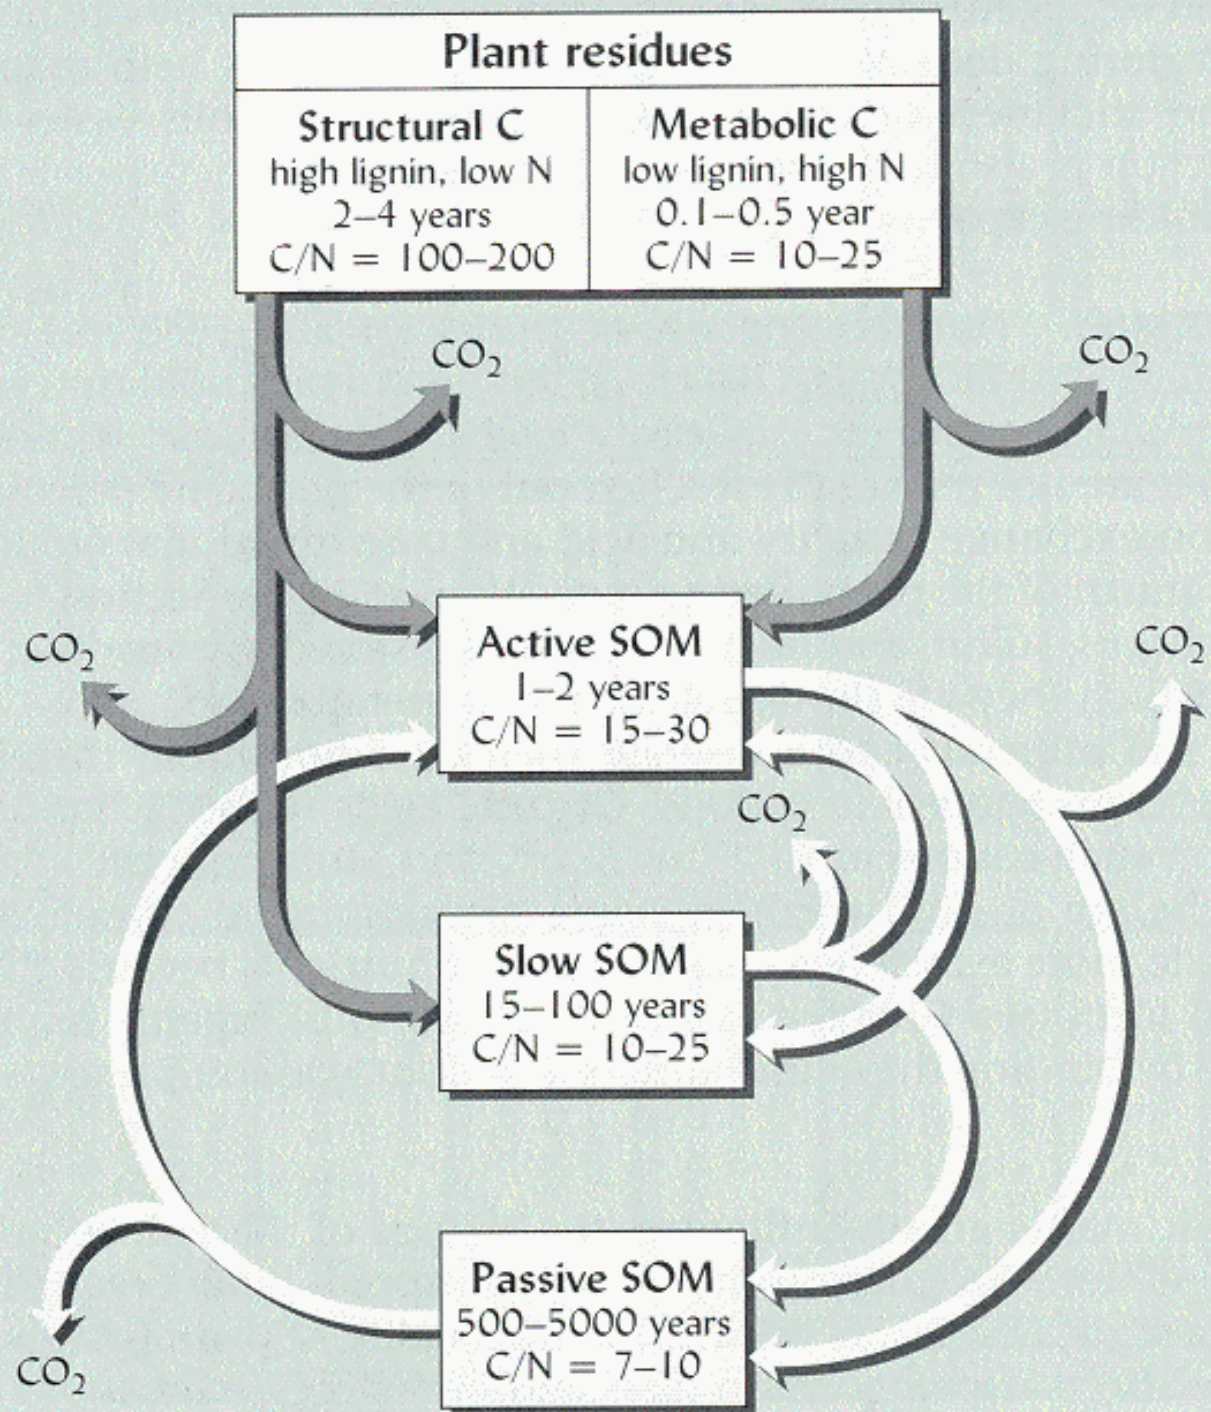 Plant residues
Structural C
high lignin, low N
2–4 years
C/N = 100–200
Metabolic C
low lignin, high N
0.1–0.5 year
C/N = 10–25
CO₂
CO₂
Active SOM
1–2 years
C/N = 15–30
CO₂
CO₂
CO₂
Slow SOM
15–100 years
C/N = 10–25
Passive SOM
500–5000 years
C/N = 7–10
CO₂